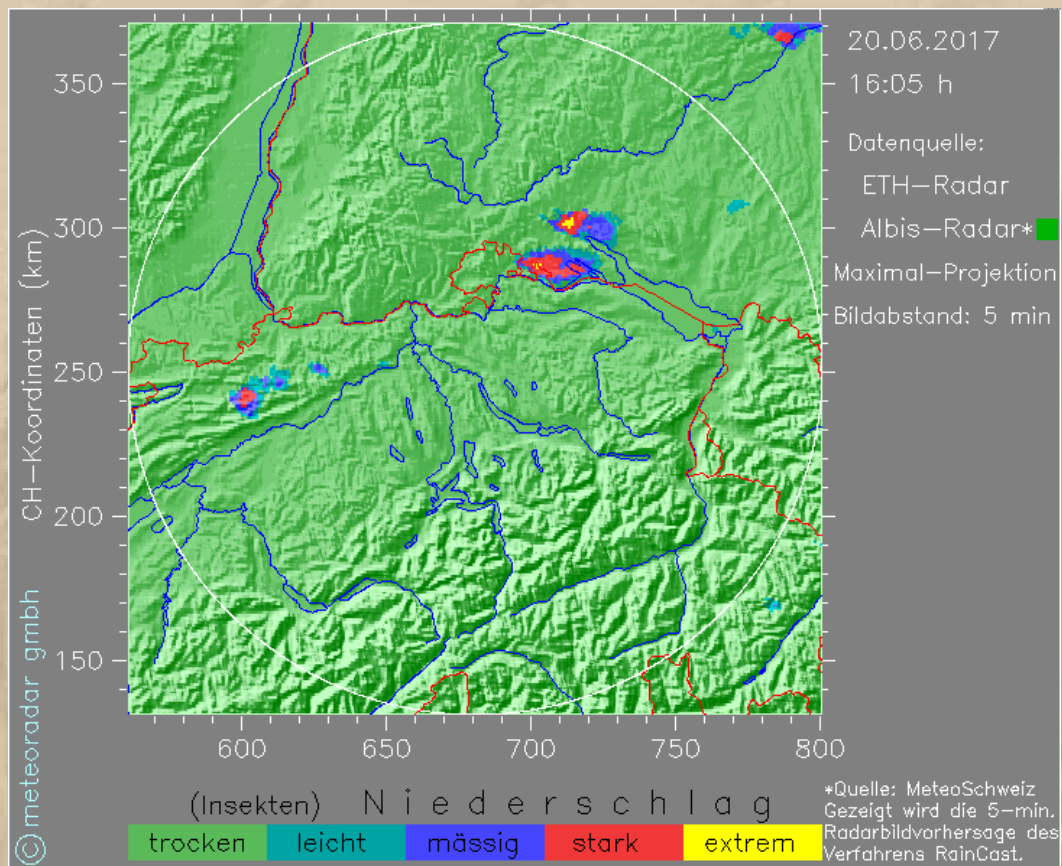 20.06.2017
16:05 h
Datenquelle:
ETH-Radar
Albis-Radar*
Maximal-Projektion
Bildabstand: 5 min
CH-Koordinaten (km)
350
300
250
200
150
600
650
700
750
800
© meteoradar gmbh
(Insekten) Niederschlag
trocken leicht mässig stark extrem
*Quelle: MeteoSchweiz
Gezeigt wird die 5-min.
Radarbildvorhersage des
Verfahrens RainCast.